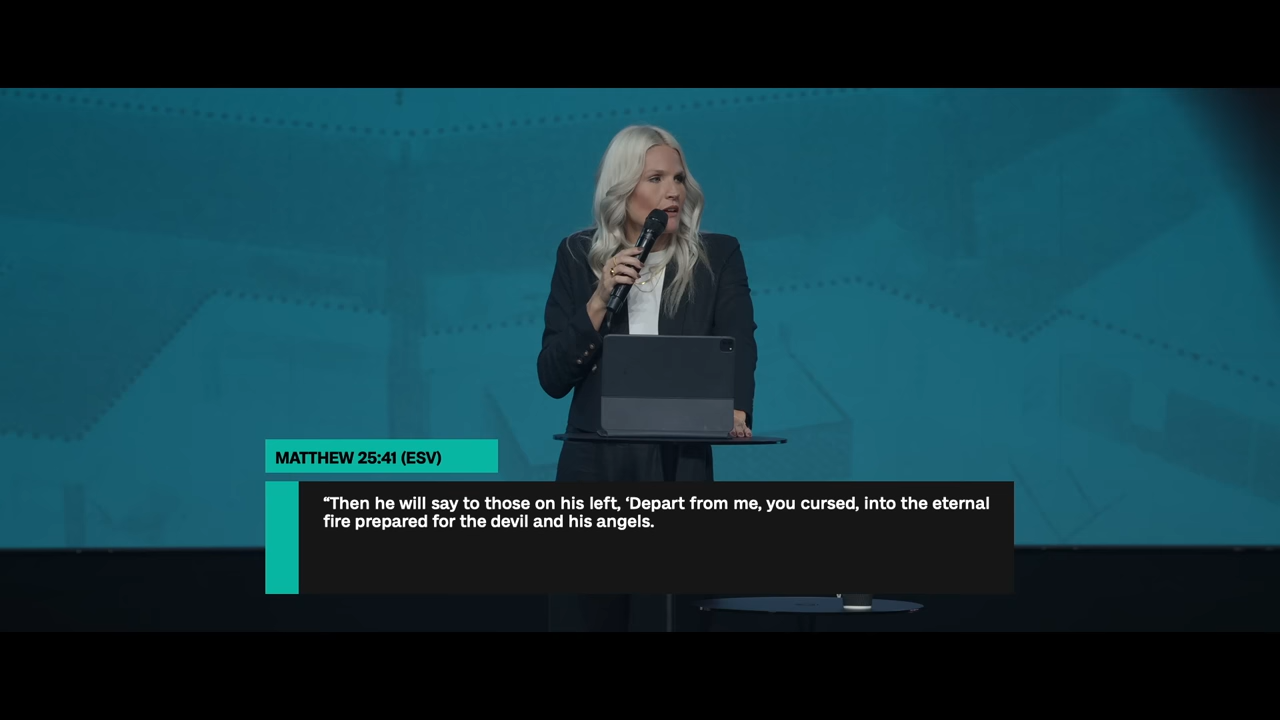 MATTHEW 25:41 (ESV)
“Then he will say to those on his left, ‘Depart from me, you cursed, into the eternal
fire prepared for the devil and his angels.